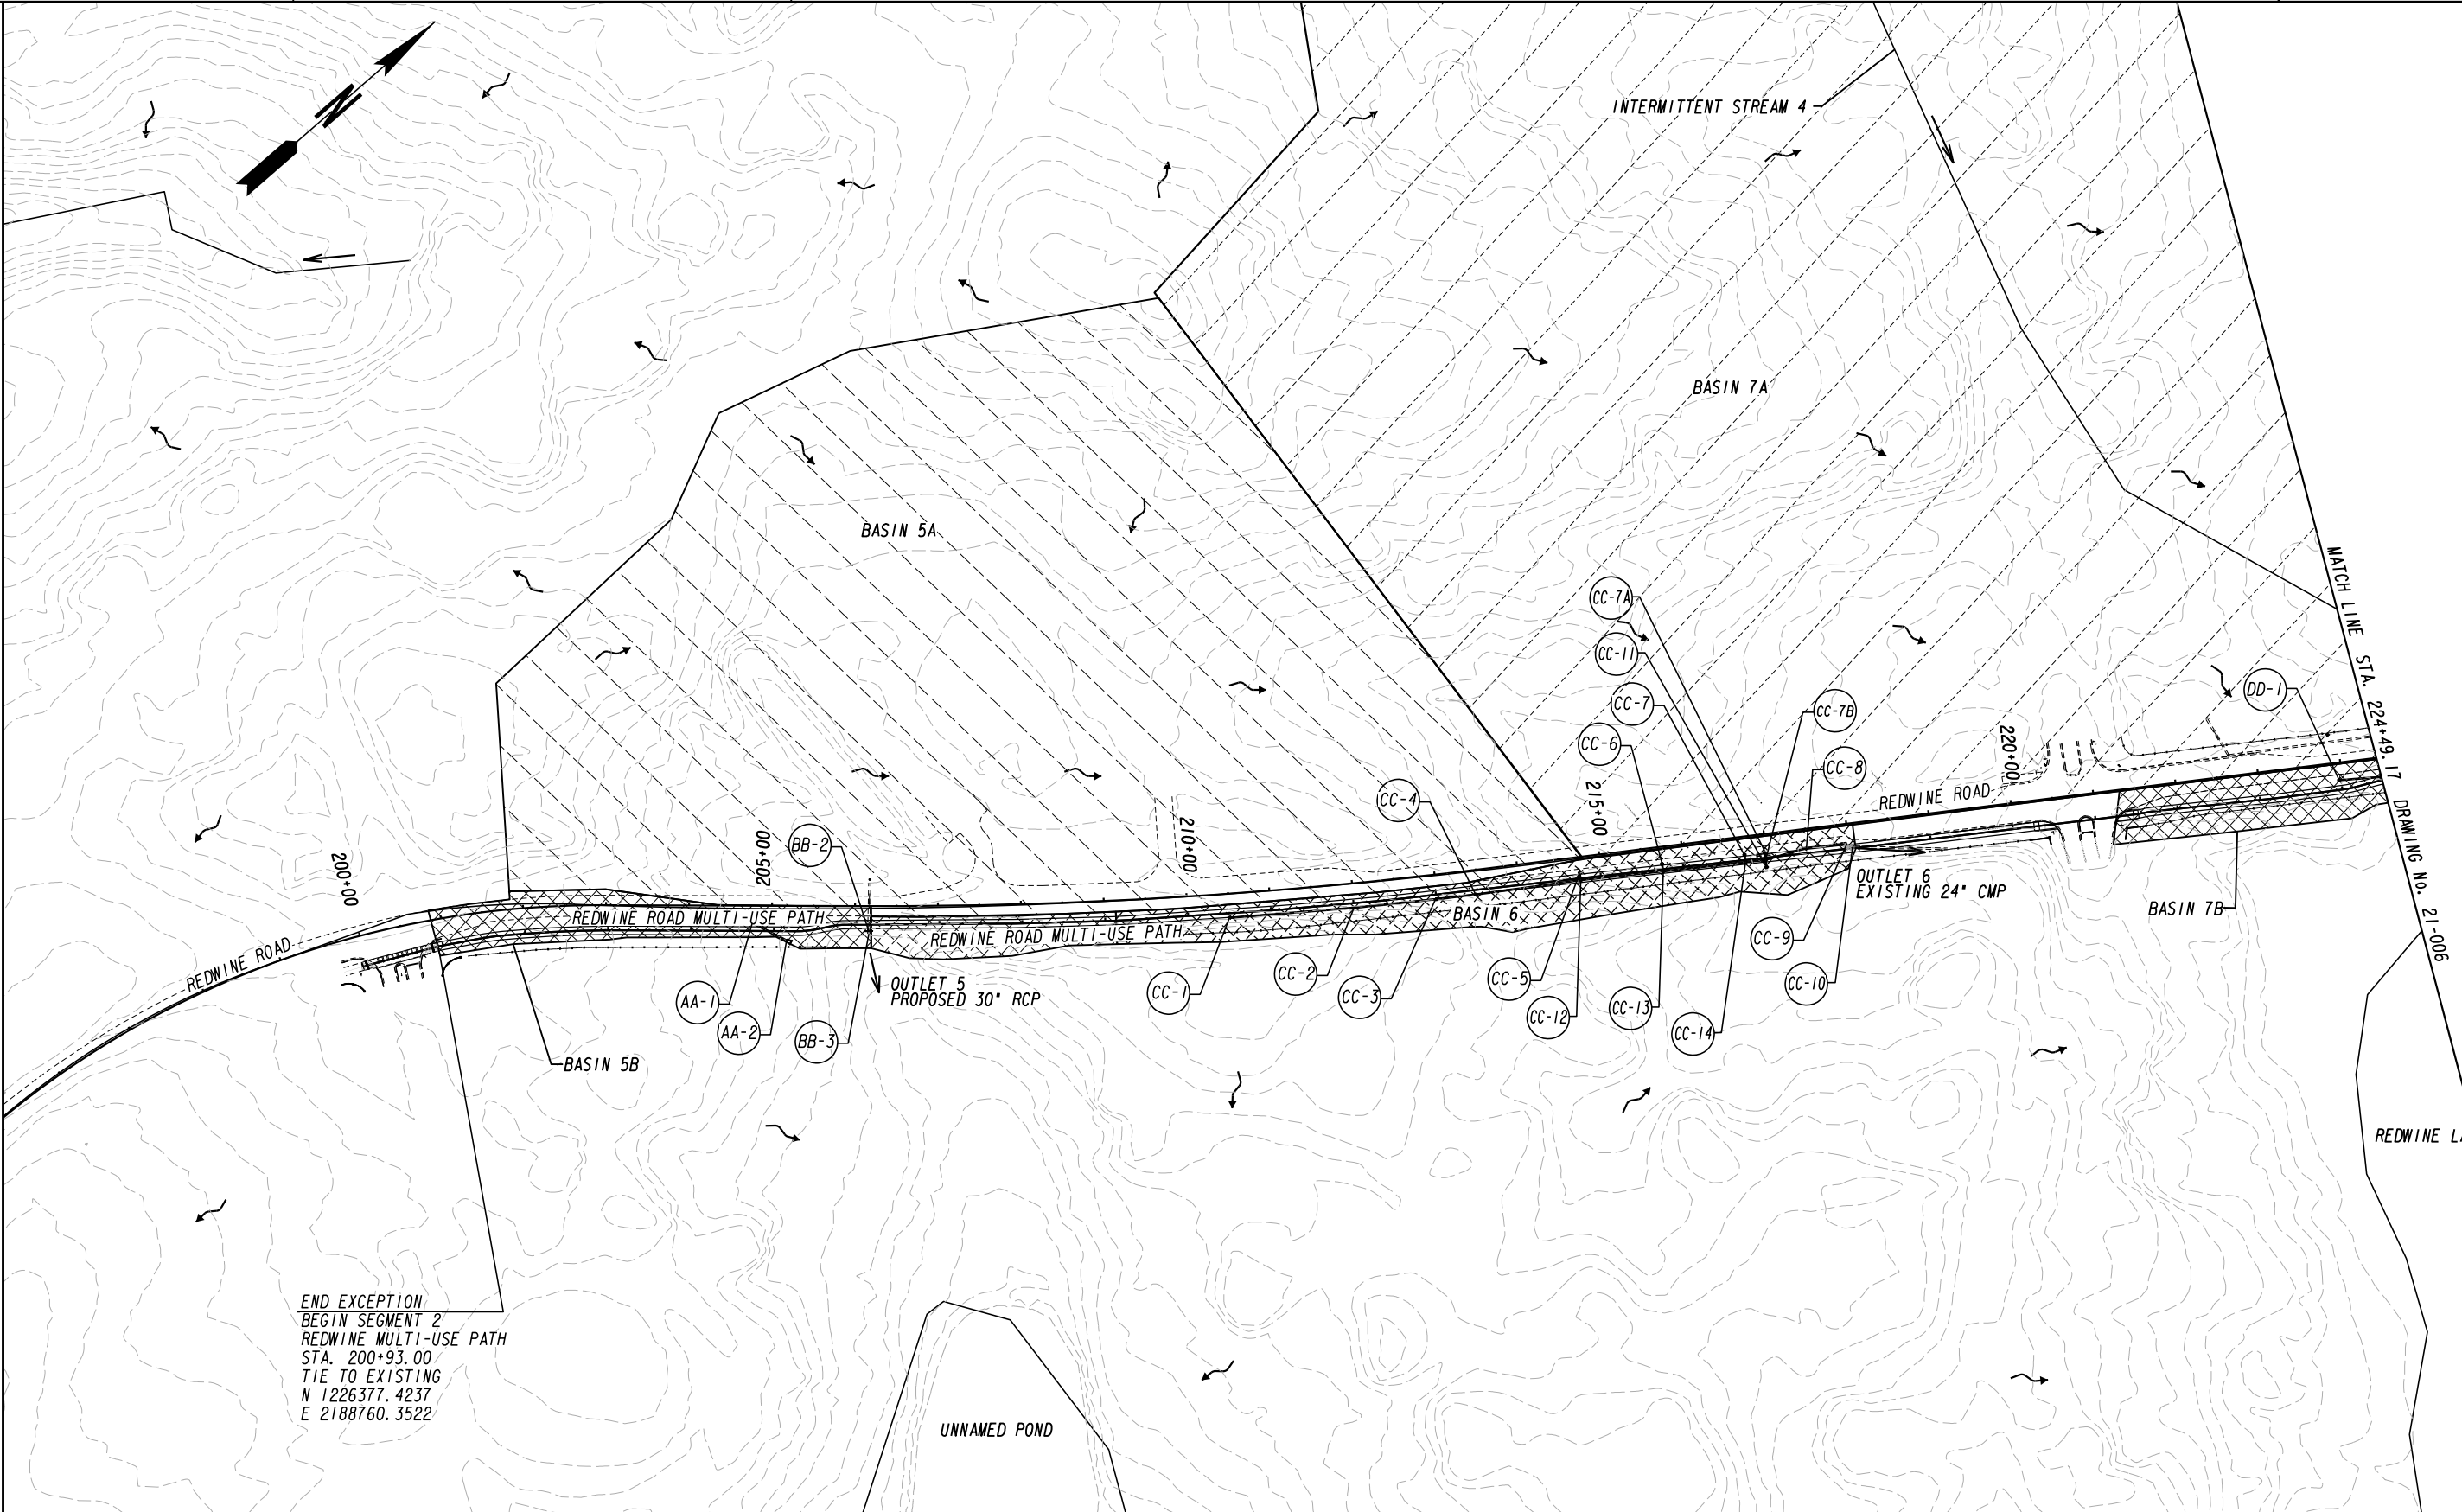 N
INTERMITTENT STREAM 4
BASIN 7A
BASIN 5A
MATCH LINE STA. 224+49.17 DRAWING No. 21-006
CC-7A
CC-11
CC-7
CC-7B
CC-6
CC-8
CC-4
DD-1
220+00
215+00
210+00
205+00
200+00
BB-2
REDWINE ROAD
REDWINE ROAD MULTI-USE PATH
REDWINE ROAD MULTI-USE PATH
BASIN 6
REDWINE ROAD
OUTLET 6
EXISTING 24" CMP
BASIN 7B
OUTLET 5
PROPOSED 30" RCP
AA-1
AA-2
BB-3
CC-1
CC-2
CC-3
CC-5
CC-12
CC-13
CC-14
CC-9
CC-10
BASIN 5B
REDWINE LA
END EXCEPTION
BEGIN SEGMENT 2
REDWINE MULTI-USE PATH
STA. 200+93.00
TIE TO EXISTING
N 1226377.4237
E 2188760.3522
UNNAMED POND